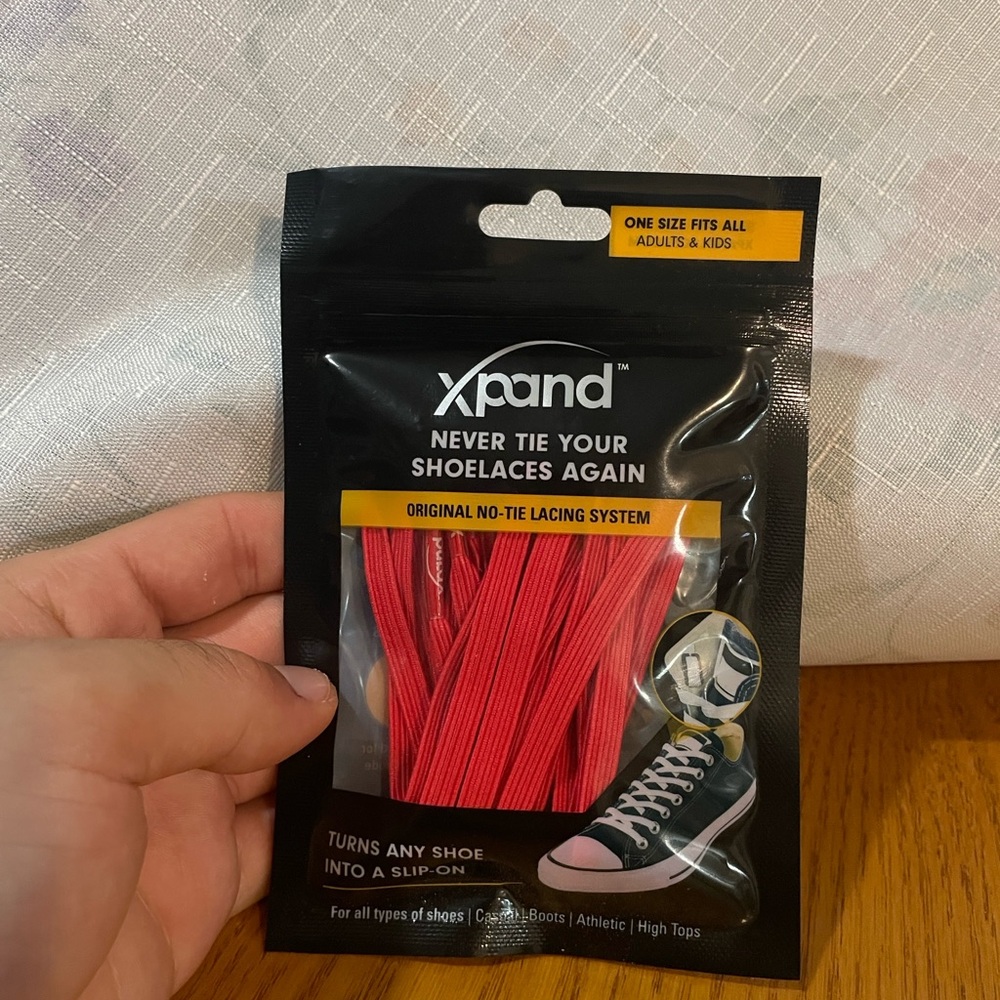 ONE SIZE FITS ALL
ADULTS & KIDS
xpand™
NEVER TIE YOUR
SHOELACES AGAIN
ORIGINAL NO-TIE LACING SYSTEM
xpand
TURNS ANY SHOE
INTO A SLIP-ON
For all types of shoes | Casual | Boots | Athletic | High Tops